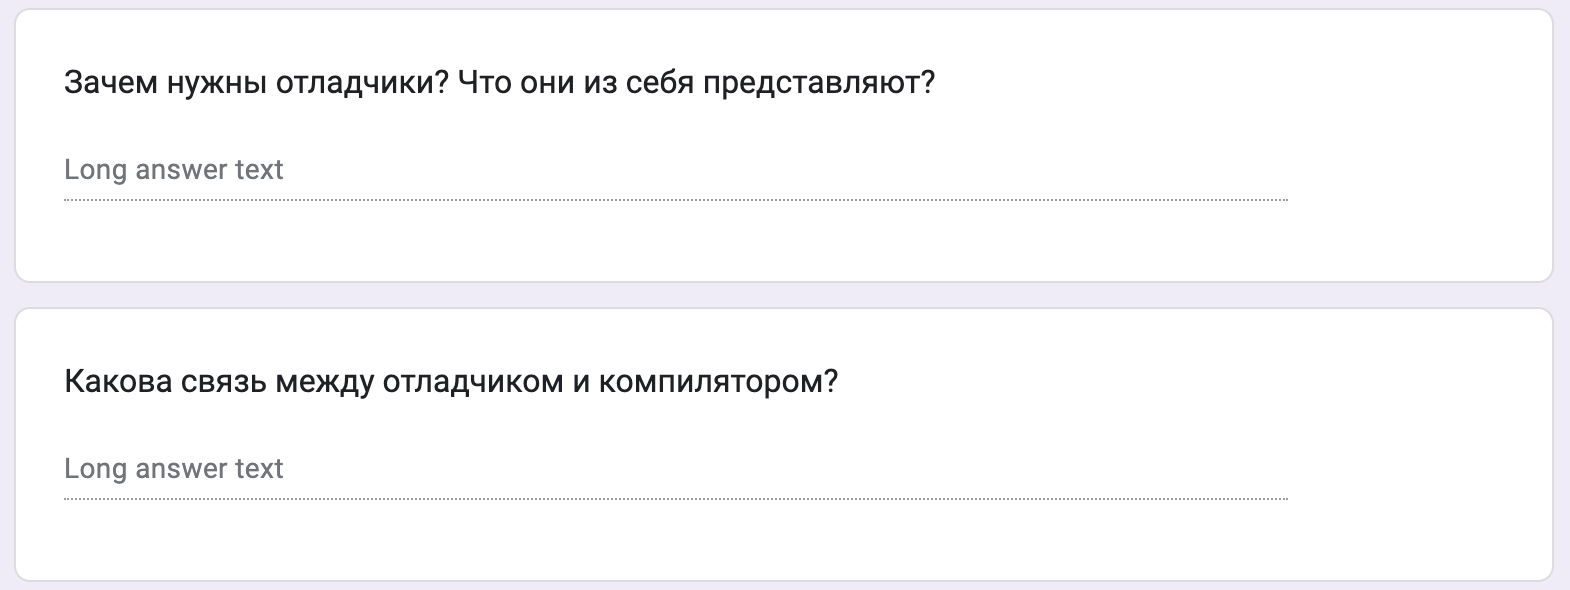 Зачем нужны отладчики? Что они из себя представляют?
Long answer text
Какова связь между отладчиком и компилятором?
Long answer text